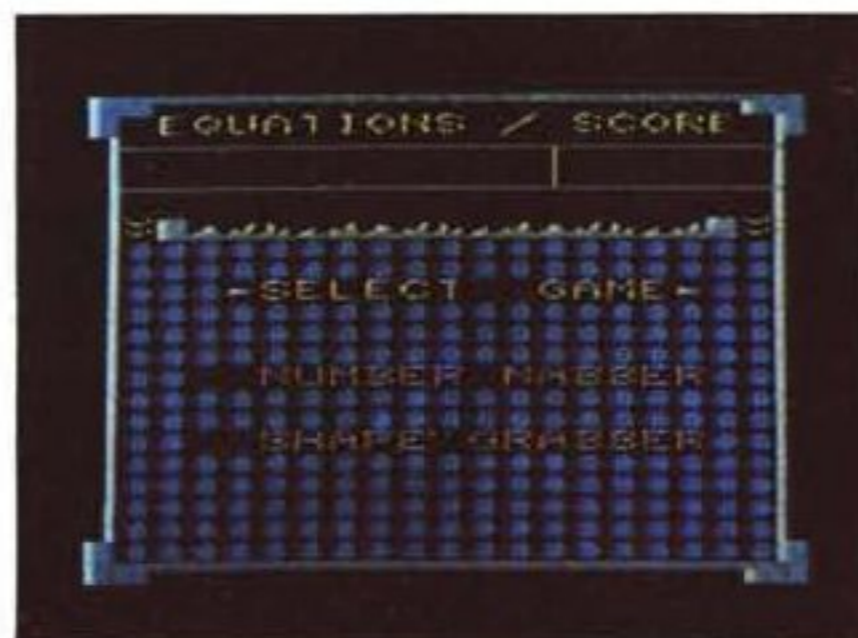 EQUATIONS / SCORE
-SELECT GAME-
NUMBER NABBER
SHAPE GRABBER